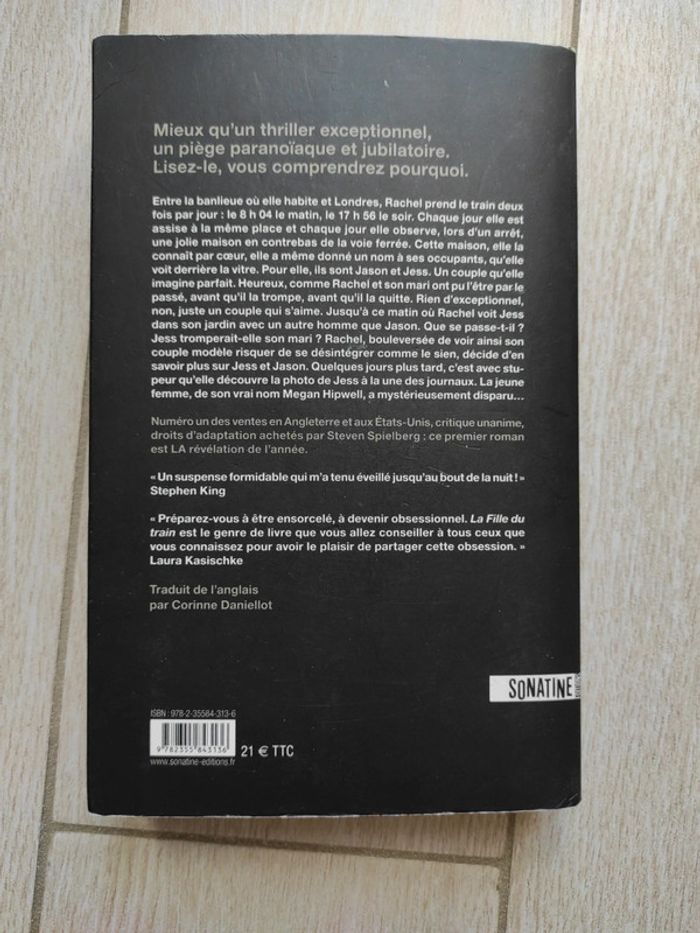 Mieux qu'un thriller exceptionnel,
un piège paranoïaque et jubilatoire.
Lisez-le, vous comprendrez pourquoi.
Entre la banlieue où elle habite et Londres, Rachel prend le train deux
fois par jour : le 8 h 04 le matin, le 17 h 56 le soir. Chaque jour elle est
assise à la même place et chaque jour elle observe, lors d'un arrêt,
une jolie maison en contrebas de la voie ferrée. Cette maison, elle la
connaît par cœur, elle a même donné un nom à ses occupants, qu'elle
voit derrière la vitre. Pour elle, ils sont Jason et Jess. Un couple qu'elle
imagine parfait. Heureux, comme Rachel et son mari ont pu l'être par le
passé, avant qu'il la trompe, avant qu'il la quitte. Rien d'exceptionnel,
non, juste un couple qui s'aime. Jusqu'à ce matin où Rachel voit Jess
dans son jardin avec un autre homme que Jason. Que se passe-t-il ?
Jess tromperait-elle son mari ? Rachel, bouleversée de voir ainsi son
couple modèle risquer de se désintégrer comme le sien, décide d'en
savoir plus sur Jess et Jason. Quelques jours plus tard, c'est avec stu-
peur qu'elle découvre la photo de Jess à la une des journaux. La jeune
femme, de son vrai nom Megan Hipwell, a mystérieusement disparu...
Numéro un des ventes en Angleterre et aux États-Unis, critique unanime,
droits d'adaptation achetés par Steven Spielberg : ce premier roman
est LA révélation de l'année.
« Un suspense formidable qui m'a tenu éveillé jusqu'au bout de la nuit ! »
Stephen King
« Préparez-vous à être ensorcelé, à devenir obsessionnel. La Fille du
train est le genre de livre que vous allez conseiller à tous ceux que
vous connaissez pour avoir le plaisir de partager cette obsession. »
Laura Kasischke
Traduit de l'anglais
par Corinne Daniellot
SONATINE
ISBN : 978-2-35584-313-6
9 782355 843136
21 € TTC
www.sonatine-editions.fr